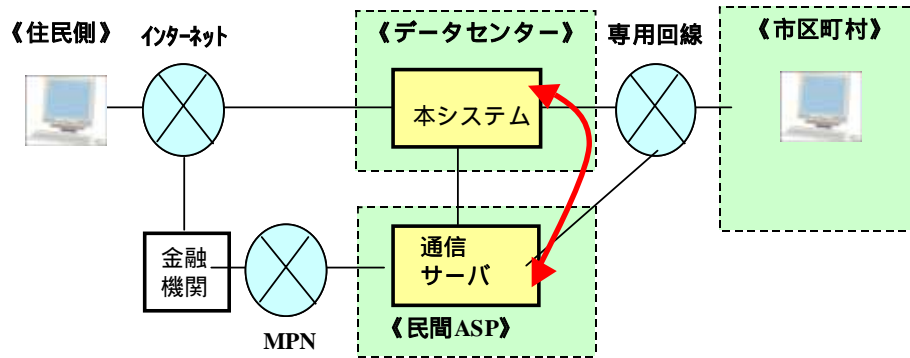 《住民側》
インターネット
《データセンター》
専用回線
《市区町村》
本システム
金融
機関
MPN
通信
サーバ
《民間ASP》